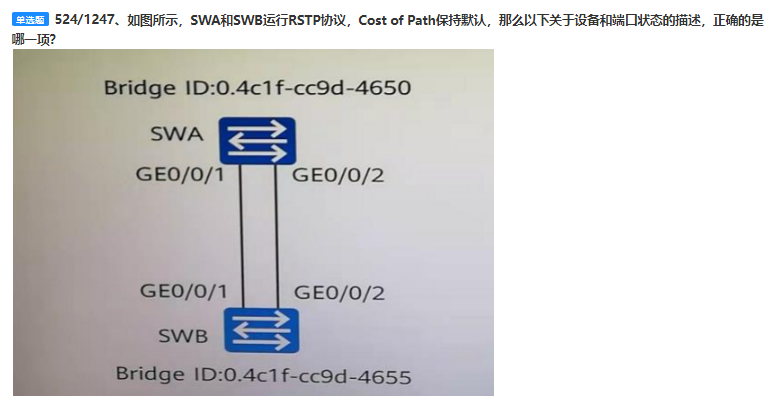 单选题 524/1247、如图所示，SWA和SWB运行RSTP协议，Cost of Path保持默认，那么以下关于设备和端口状态的描述，正确的是
哪一项?
Bridge ID:0.4c1f-cc9d-4650
SWA
GE0/0/1 GE0/0/2
GE0/0/1 GE0/0/2
SWB
Bridge ID:0.4c1f-cc9d-4655